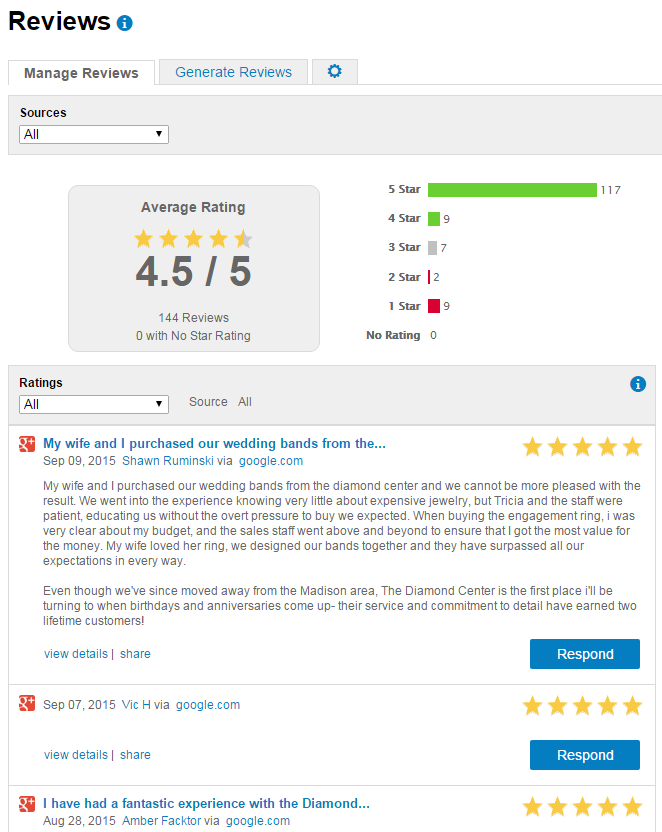 Reviews
Manage Reviews
Generate Reviews
Sources
All
Average Rating
4.5 / 5
144 Reviews
0 with No Star Rating
5 Star 117
4 Star 9
3 Star 7
2 Star 2
1 Star 9
No Rating 0
Ratings
All
Source All
My wife and I purchased our wedding bands from the...
Sep 09, 2015 Shawn Ruminski via google.com
My wife and I purchased our wedding bands from the diamond center and we cannot be more pleased with the
result. We went into the experience knowing very little about expensive jewelry, but Tricia and the staff were
patient, educating us without the overt pressure to buy we expected. When buying the engagement ring, i was
very clear about my budget, and the sales staff went above and beyond to ensure that I got the most value for
the money. My wife loved her ring, we designed our bands together and they have surpassed all our
expectations in every way.
Even though we've since moved away from the Madison area, The Diamond Center is the first place i'll be
turning to when birthdays and anniversaries come up- their service and commitment to detail have earned two
lifetime customers!
view details | share
Respond
Sep 07, 2015 Vic H via google.com
view details | share
Respond
I have had a fantastic experience with the Diamond...
Aug 28, 2015 Amber Facktor via google.com